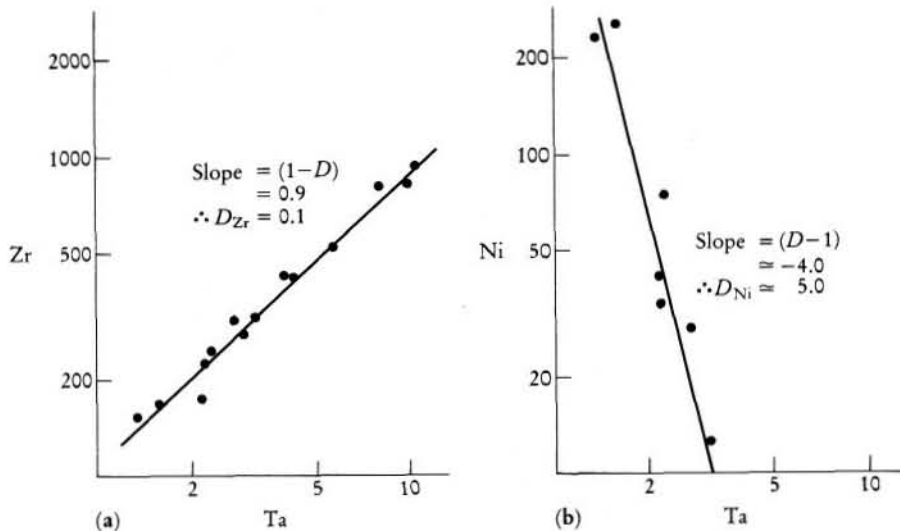 2000
1000
500
200
Zr
Slope = (1−D)
= 0.9
∴ D_Zr = 0.1
2
5
10
(a)
Ta
200
100
50
20
Ni
Slope = (D−1)
≃ −4.0
∴ D_Ni ≃ 5.0
2
5
10
(b)
Ta